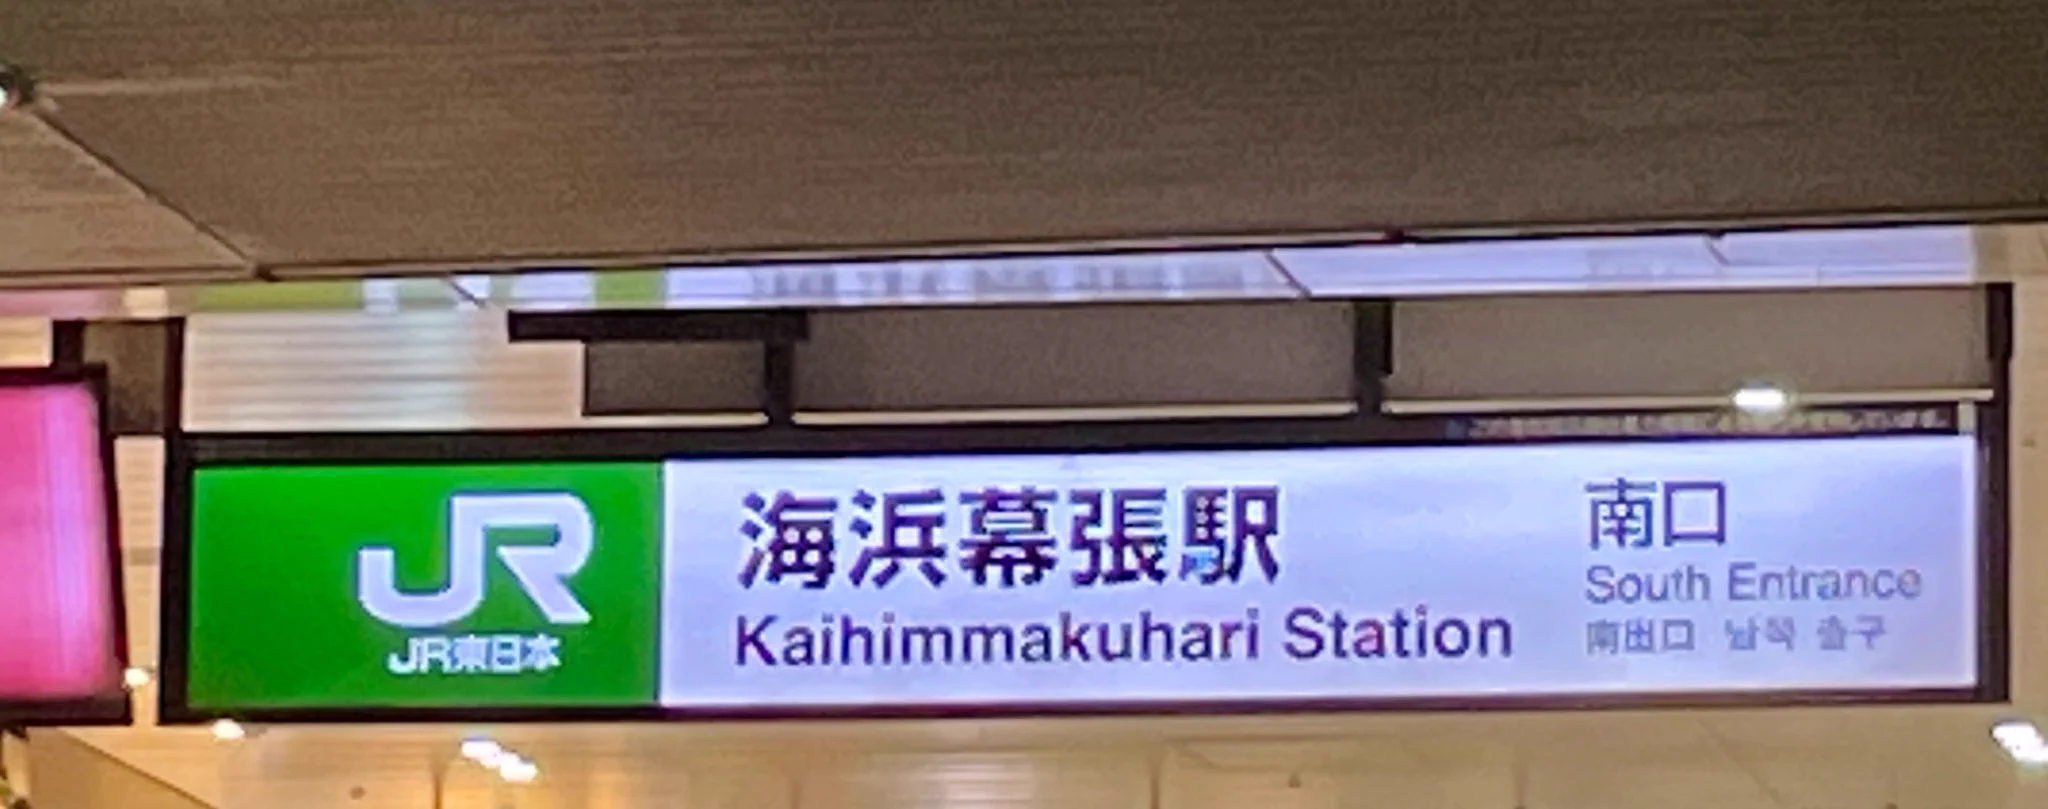 JR
JR東日本
海浜幕張駅
Kaihimmakuhari Station
南口
South Entrance
南出口 남쪽 출구